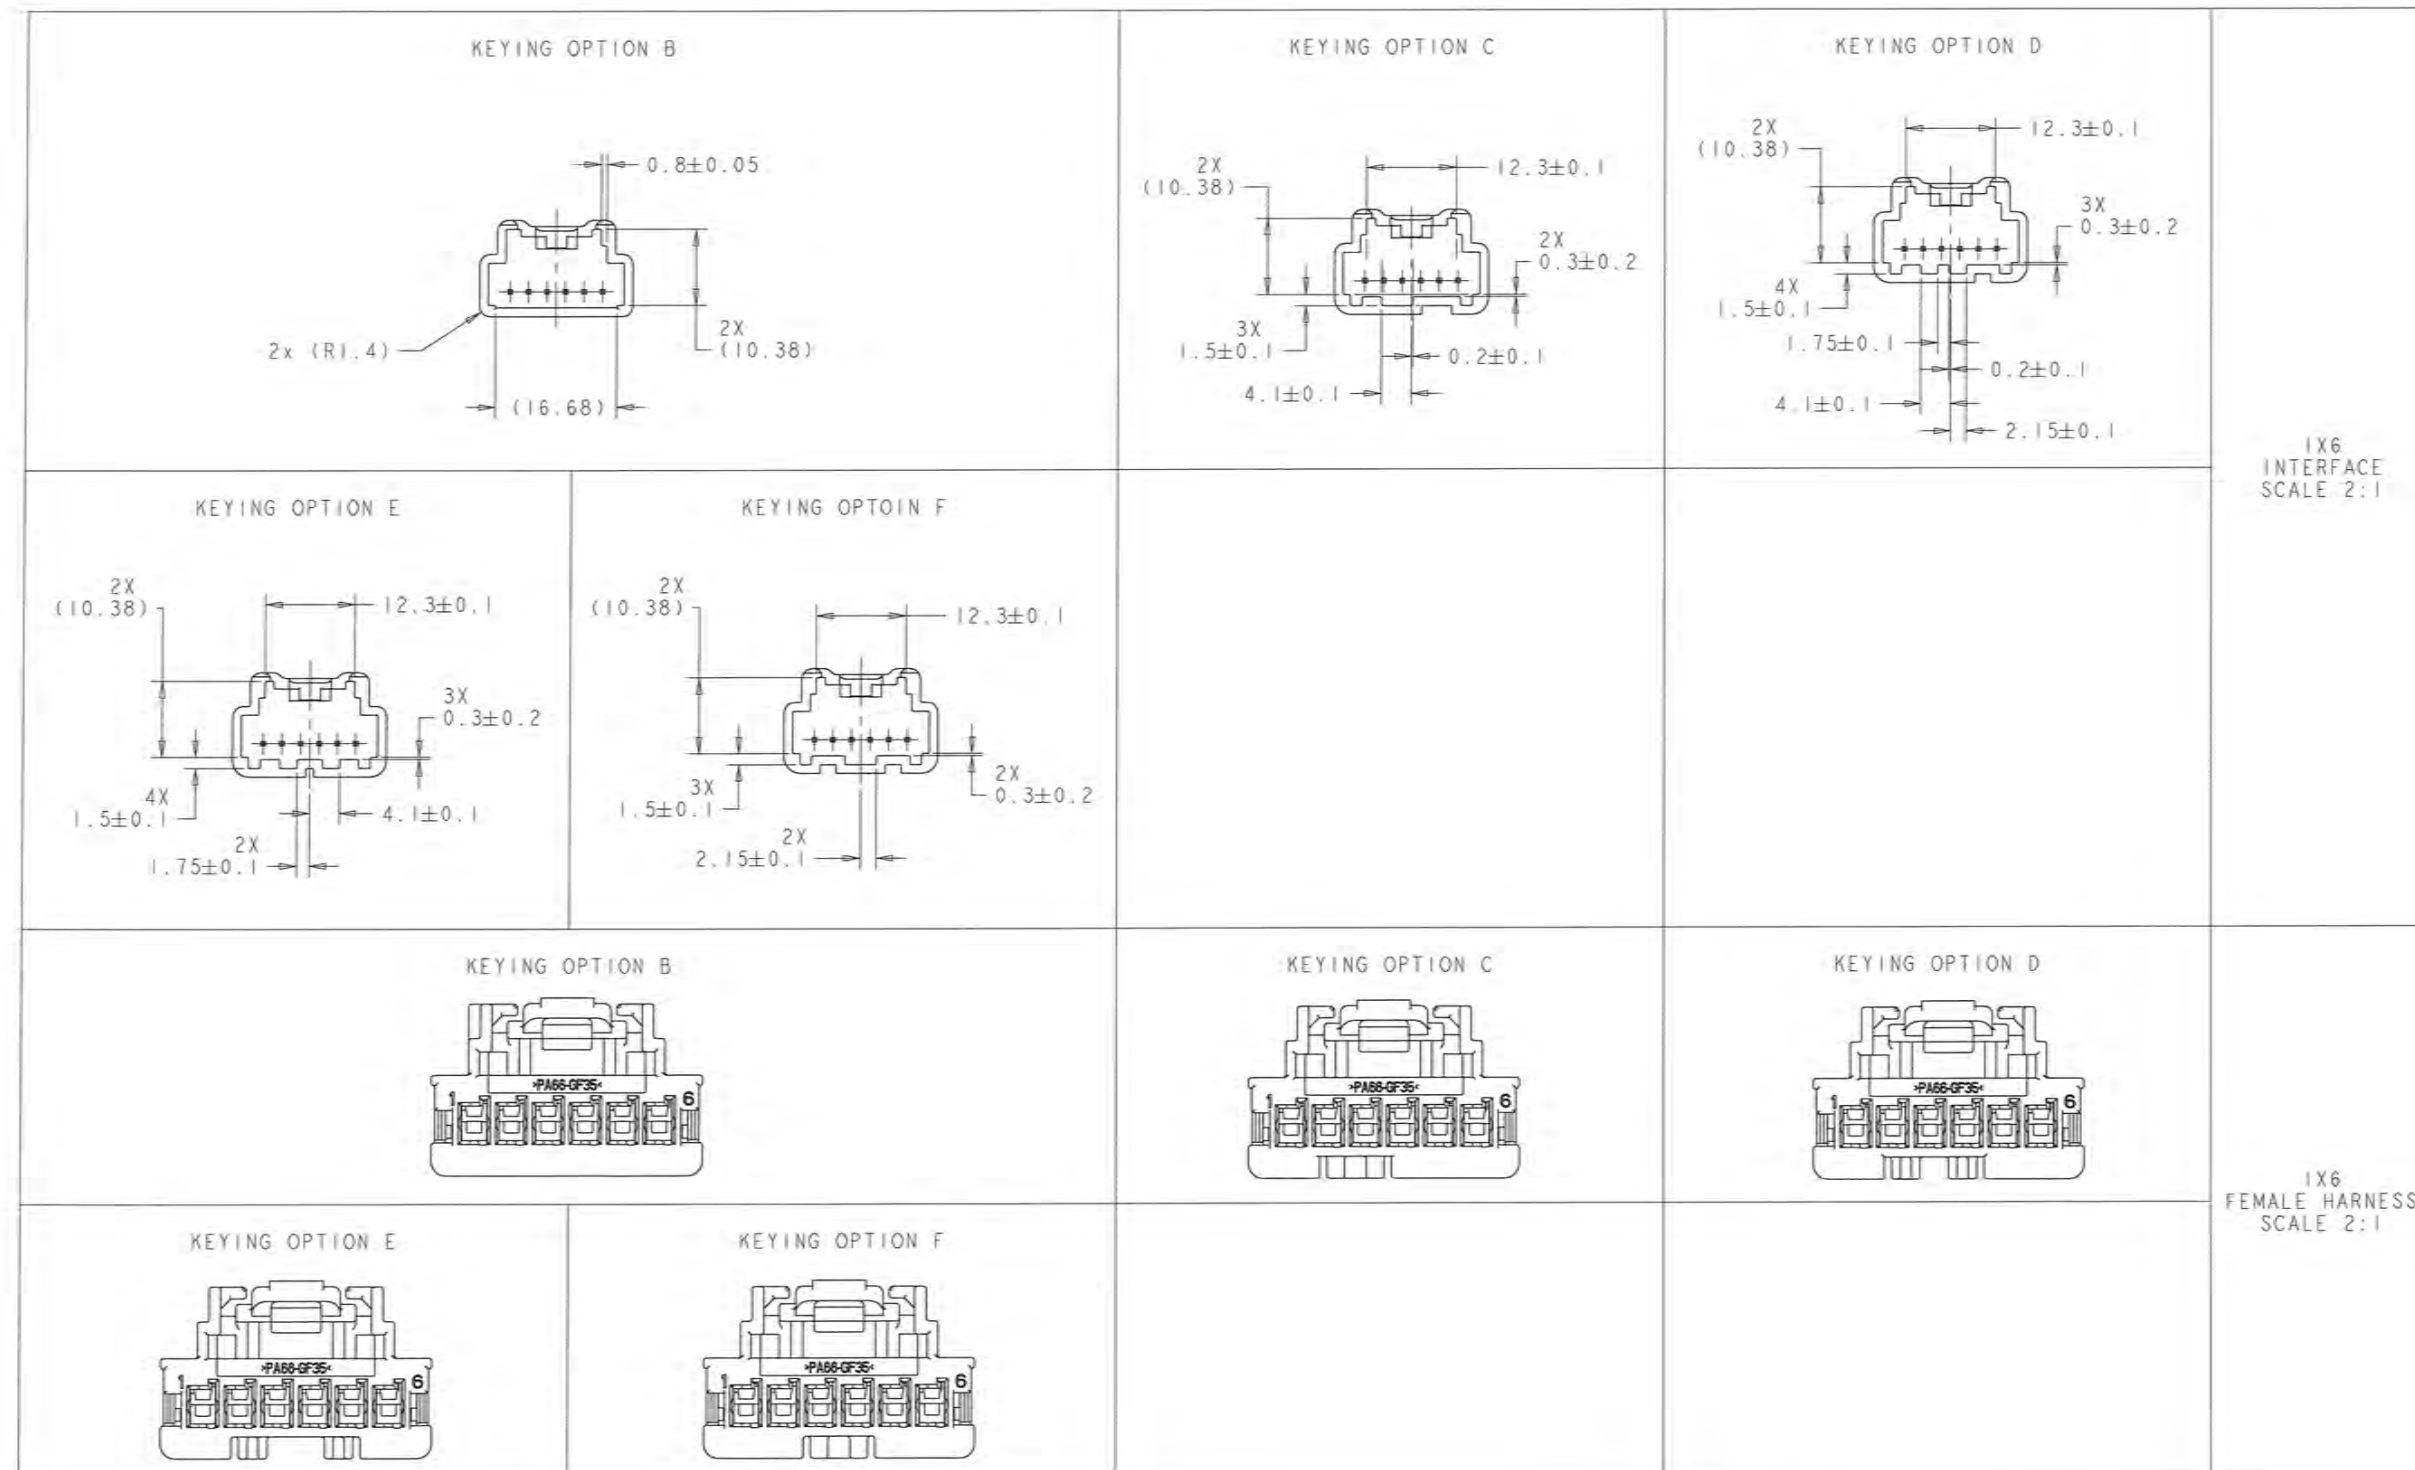 KEYING OPTION B
0.8±0.05
2X
(10.38)
2x (R1.4)
(16.68)
KEYING OPTION C
2X
(10.38)
12.3±0.1
2X
0.3±0.2
3X
1.5±0.1
0.2±0.1
4.1±0.1
KEYING OPTION D
2X
(10.38)
12.3±0.1
3X
0.3±0.2
4X
1.5±0.1
1.75±0.1
0.2±0.1
4.1±0.1
2.15±0.1
1X6
INTERFACE
SCALE 2:1
KEYING OPTION E
2X
(10.38)
12.3±0.1
3X
0.3±0.2
4X
1.5±0.1
4.1±0.1
2X
1.75±0.1
KEYING OPTOIN F
2X
(10.38)
12.3±0.1
3X
1.5±0.1
2X
0.3±0.2
2X
2.15±0.1
KEYING OPTION B
>PA66-GF35<
1 6
KEYING OPTION C
>PA66-GF35<
1 6
KEYING OPTION D
>PA66-GF35<
1 6
1X6
FEMALE HARNESS
SCALE 2:1
KEYING OPTION E
>PA66-GF35<
1 6
KEYING OPTION F
>PA66-GF35<
1 6